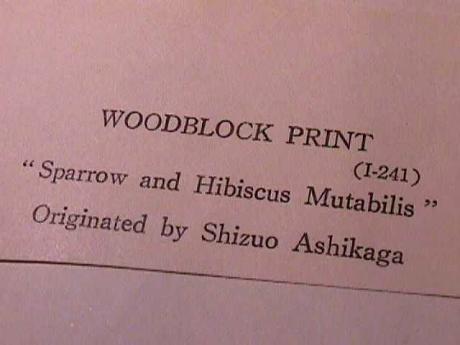 WOODBLOCK PRINT
(I-241)
“Sparrow and Hibiscus Mutabilis”
Originated by Shizuo Ashikaga